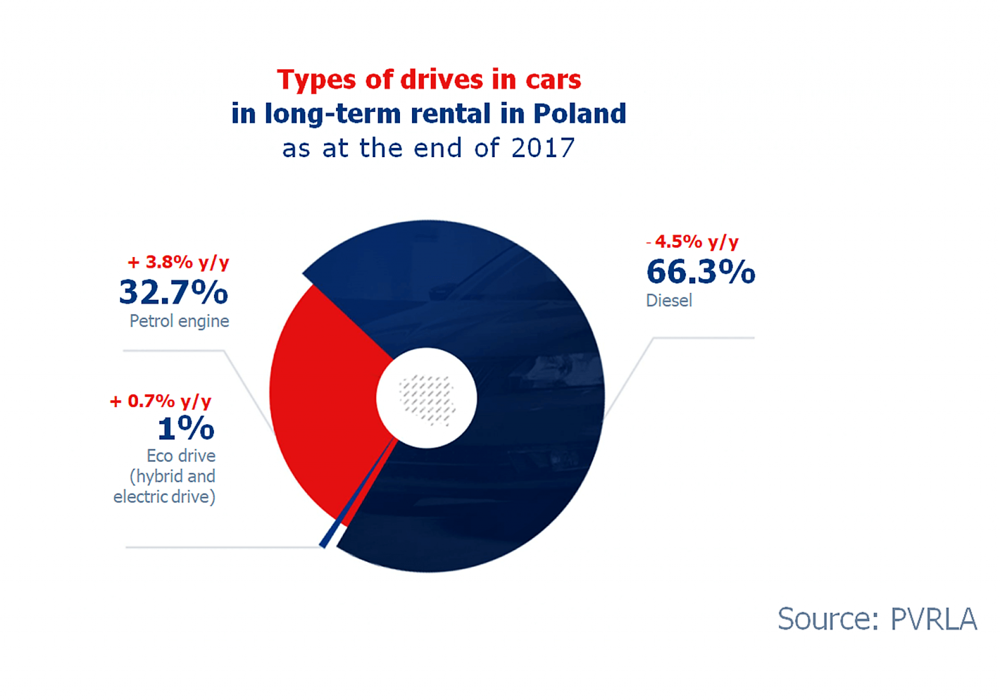 Types of drives in cars
in long-term rental in Poland
as at the end of 2017
+ 3.8% y/y
32.7%
Petrol engine
+ 0.7% y/y
1%
Eco drive
(hybrid and
electric drive)
- 4.5% y/y
66.3%
Diesel
Source: PVRLA